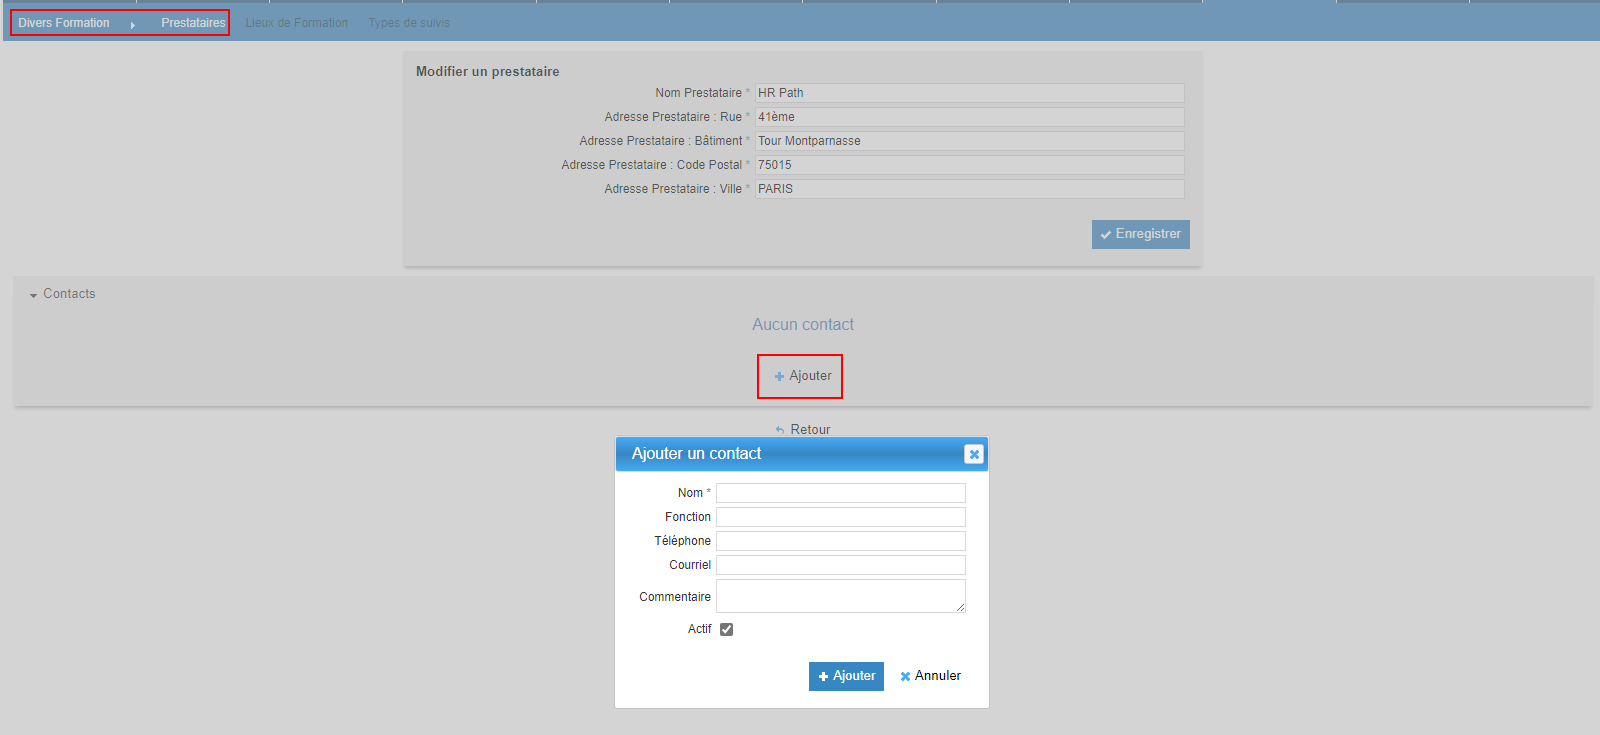 Divers Formation Prestataires Lieux de Formation Types de suivis
Modifier un prestataire
Nom Prestataire * HR Path
Adresse Prestataire : Rue * 41ème
Adresse Prestataire : Bâtiment * Tour Montparnasse
Adresse Prestataire : Code Postal * 75015
Adresse Prestataire : Ville * PARIS
Enregistrer
Contacts
Aucun contact
Ajouter
Retour
Ajouter un contact
Nom *
Fonction
Téléphone
Courriel
Commentaire
Actif
Ajouter Annuler